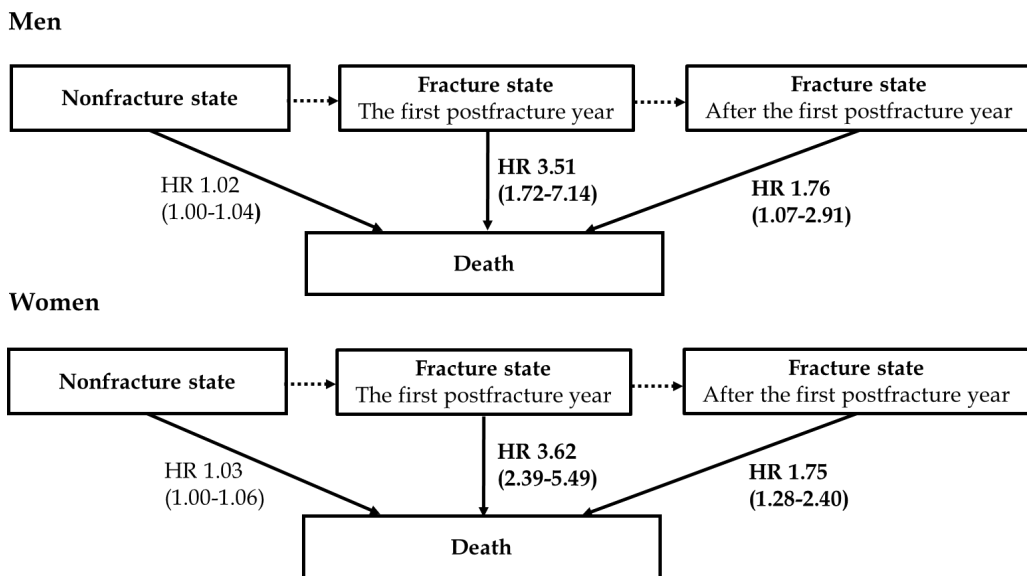 Men
Nonfracture state
Fracture state
The first postfracture year
Fracture state
After the first postfracture year
HR 1.02
(1.00-1.04)
HR 3.51
(1.72-7.14)
HR 1.76
(1.07-2.91)
Death
Women
Nonfracture state
Fracture state
The first postfracture year
Fracture state
After the first postfracture year
HR 1.03
(1.00-1.06)
HR 3.62
(2.39-5.49)
HR 1.75
(1.28-2.40)
Death